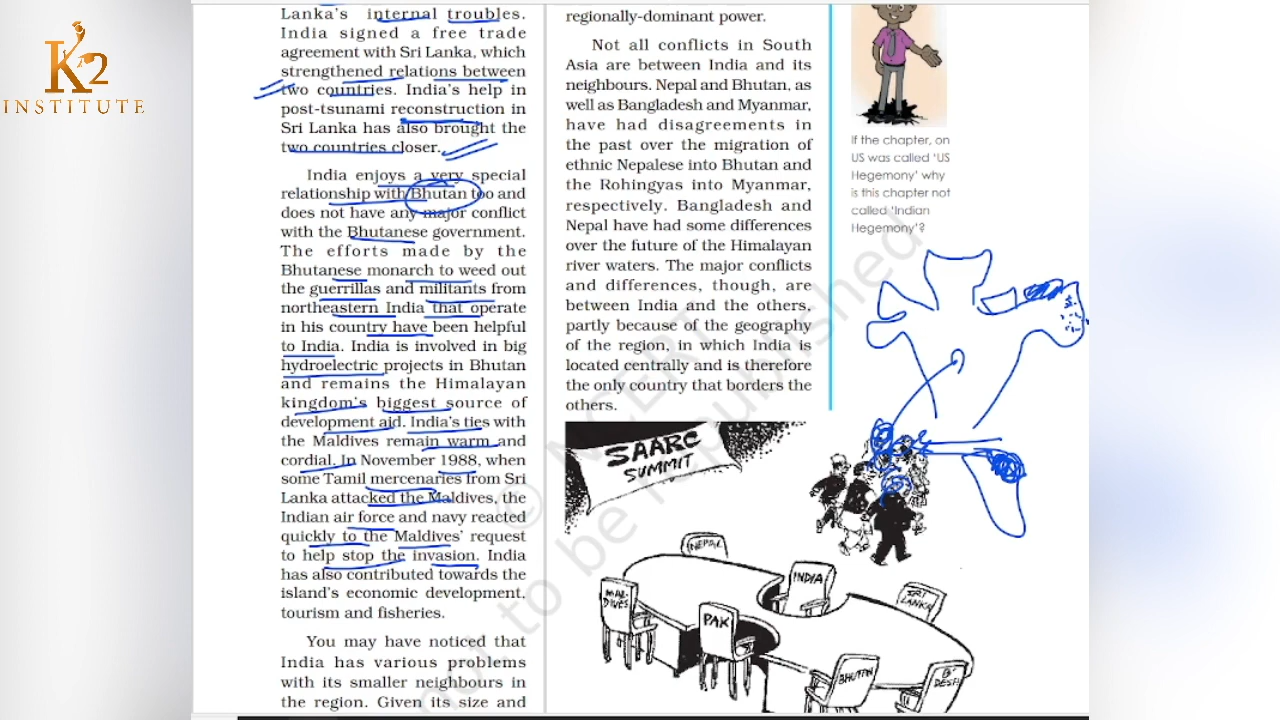 K2
INSTITUTE
Lanka's internal troubles.
India signed a free trade
agreement with Sri Lanka, which
strengthened relations between
two countries. India's help in
post-tsunami reconstruction in
Sri Lanka has also brought the
two countries closer.
India enjoys a very special
relationship with Bhutan too and
does not have any major conflict
with the Bhutanese government.
The efforts made by the
Bhutanese monarch to weed out
the guerrillas and militants from
northeastern India that operate
in his country have been helpful
to India. India is involved in big
hydroelectric projects in Bhutan
and remains the Himalayan
kingdom's biggest source of
development aid. India's ties with
the Maldives remain warm and
cordial. In November 1988, when
some Tamil mercenaries from Sri
Lanka attacked the Maldives, the
Indian air force and navy reacted
quickly to the Maldives' request
to help stop the invasion. India
has also contributed towards the
island's economic development,
tourism and fisheries.
You may have noticed that
India has various problems
with its smaller neighbours in
the region. Given its size and
regionally-dominant power.
Not all conflicts in South
Asia are between India and its
neighbours. Nepal and Bhutan, as
well as Bangladesh and Myanmar,
have had disagreements in
the past over the migration of
ethnic Nepalese into Bhutan and
the Rohingyas into Myanmar,
respectively. Bangladesh and
Nepal have had some differences
over the future of the Himalayan
river waters. The major conflicts
and differences, though, are
between India and the others,
partly because of the geography
of the region, in which India is
located centrally and is therefore
the only country that borders the
others.
If the chapter, on
US was called 'US
Hegemony' why
is this chapter not
called 'Indian
Hegemony'?
SAARC
SUMMIT
NEPAL
INDIA
MAL-
DIVES
SRI
LANKA
PAK
BHUTAN
B'
DESH
© NCERT
not to be republished